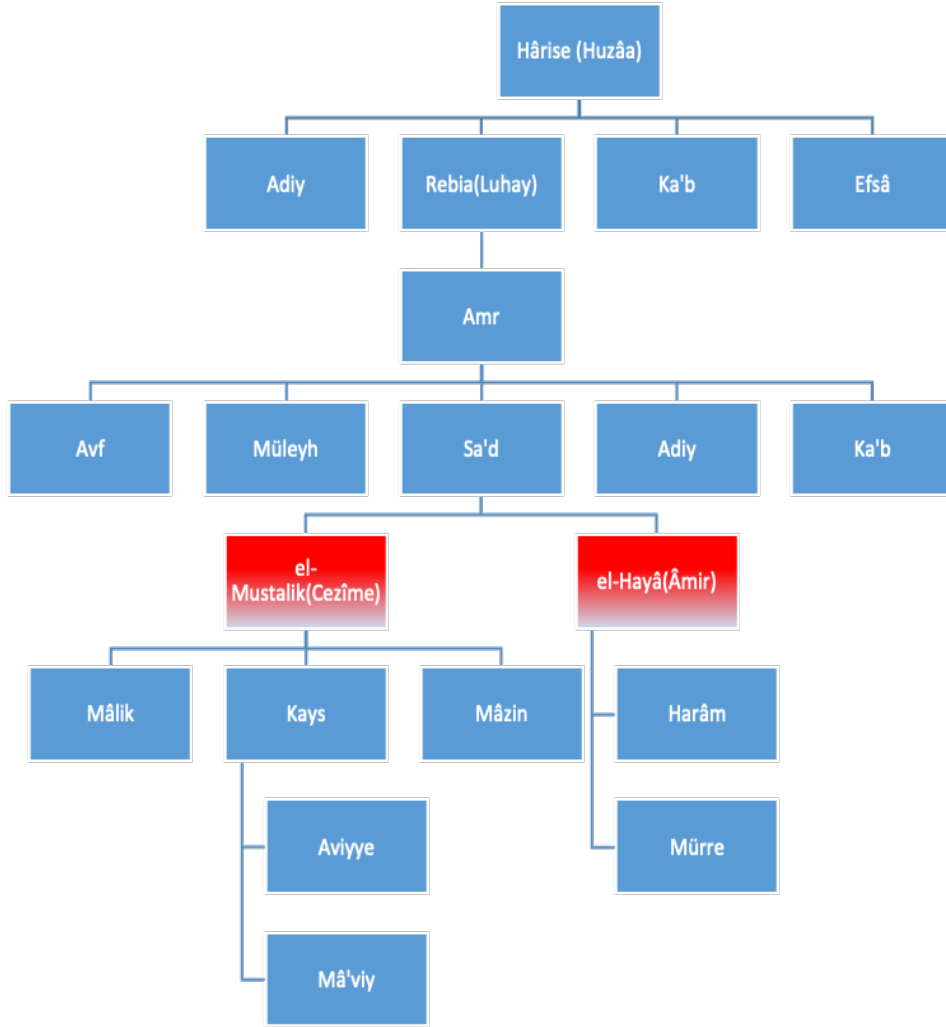 Hârise (Huzâa)
Adiy
Rebia(Luhay)
Ka'b
Efsâ
Amr
Avf
Müleyh
Sa'd
Adiy
Ka'b
el-
Mustalik(Cezîme)
el-Hayâ(Âmir)
Mâlik
Kays
Mâzin
Harâm
Aviyye
Mürre
Mâ'viy